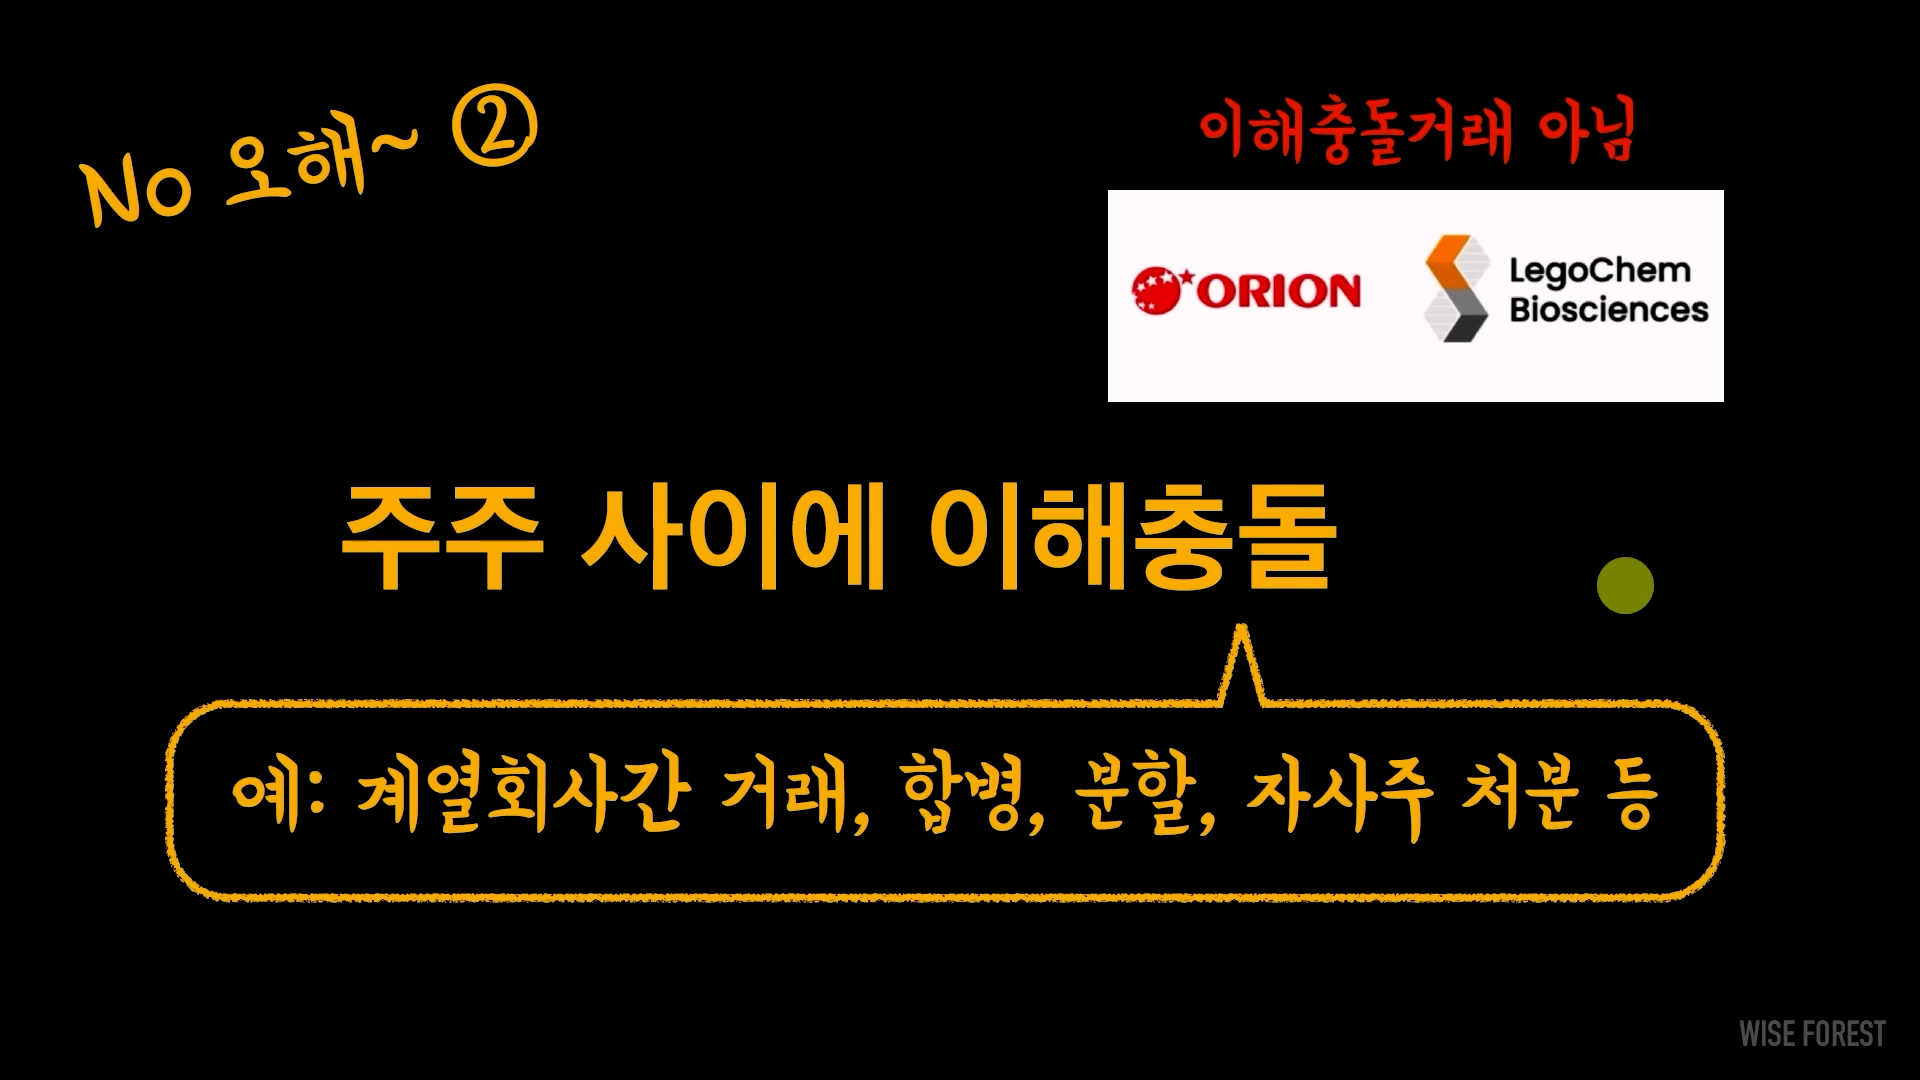 No 오해~ ②
이해충돌거래 아님
ORION
LegoChem
Biosciences
주주 사이에 이해충돌
예: 계열회사간 거래, 합병, 분할, 자사주 처분 등
WISE FOREST